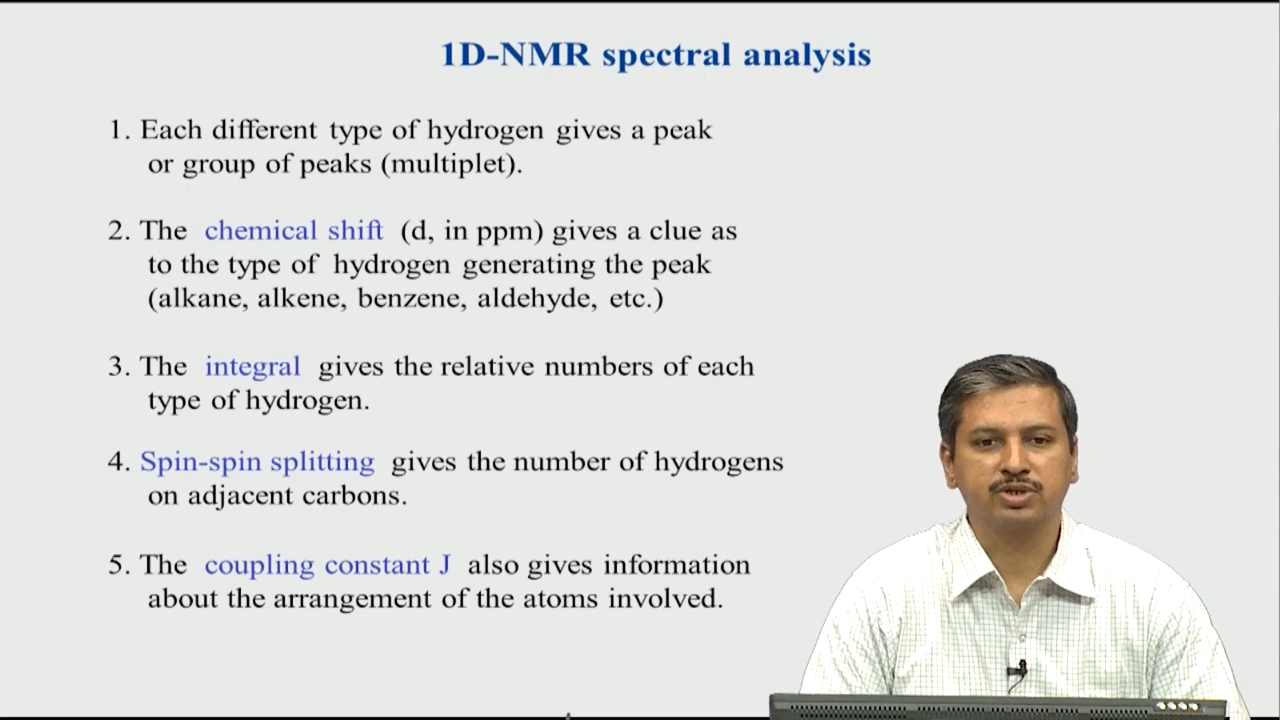 1D-NMR spectral analysis
1. Each different type of hydrogen gives a peak
or group of peaks (multiplet).
2. The chemical shift (d, in ppm) gives a clue as
to the type of hydrogen generating the peak
(alkane, alkene, benzene, aldehyde, etc.)
3. The integral gives the relative numbers of each
type of hydrogen.
4. Spin-spin splitting gives the number of hydrogens
on adjacent carbons.
5. The coupling constant J also gives information
about the arrangement of the atoms involved.